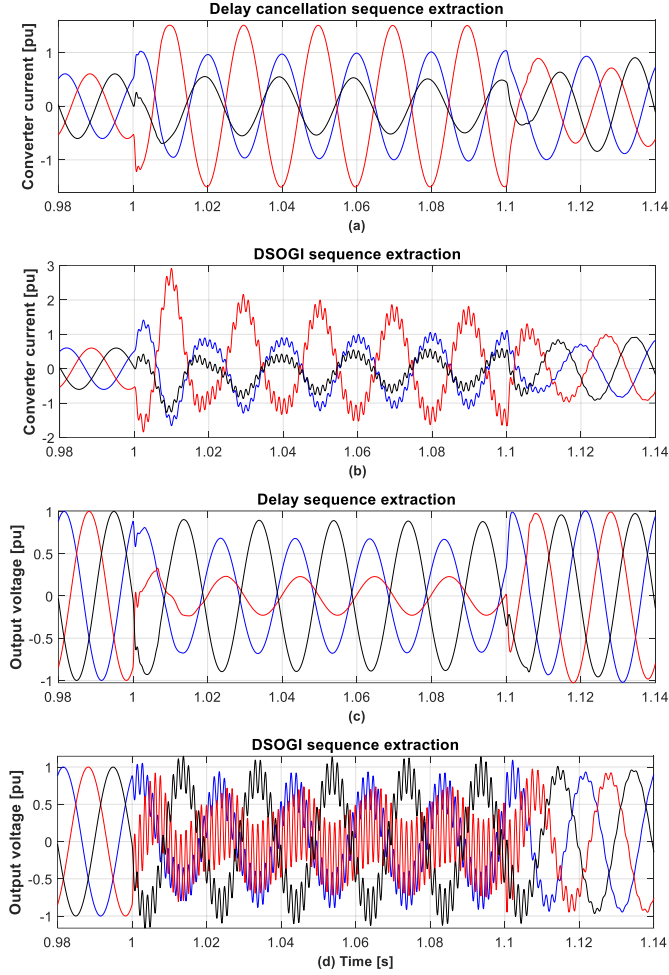 Delay cancellation sequence extraction
Converter current [pu]
1
0
-1
0.98 1 1.02 1.04 1.06 1.08 1.1 1.12 1.14
(a)
DSOGI sequence extraction
Converter current [pu]
3
2
1
0
-1
-2
0.98 1 1.02 1.04 1.06 1.08 1.1 1.12 1.14
(b)
Delay sequence extraction
Output voltage [pu]
1
0.5
0
-0.5
-1
0.98 1 1.02 1.04 1.06 1.08 1.1 1.12 1.14
(c)
DSOGI sequence extraction
Output voltage [pu]
1
0.5
0
-0.5
-1
0.98 1 1.02 1.04 1.06 1.08 1.1 1.12 1.14
(d) Time [s]